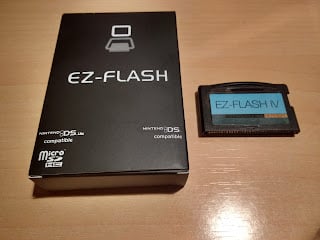 EZ-FLASH
NINTENDO DS Lite
compatible
NINTENDO DS
compatible
Micro
SD
HC
EZ-FLASH IV